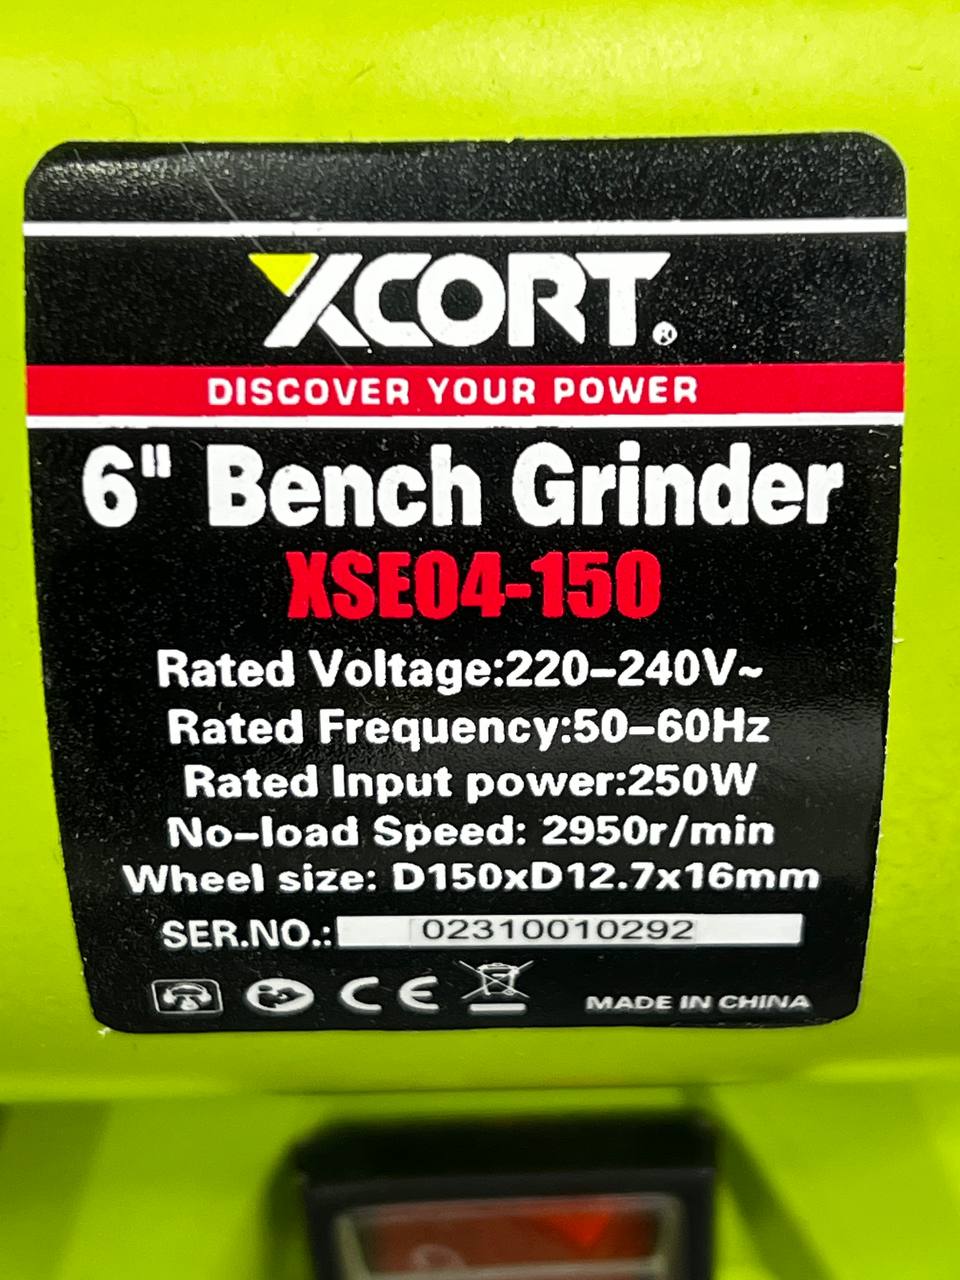 XCORT®
DISCOVER YOUR POWER
6" Bench Grinder
XSE04-150
Rated Voltage:220-240V~
Rated Frequency:50-60Hz
Rated Input power:250W
No-load Speed: 2950r/min
Wheel size: D150xD12.7x16mm
SER.NO.: 02310010292
CE MADE IN CHINA